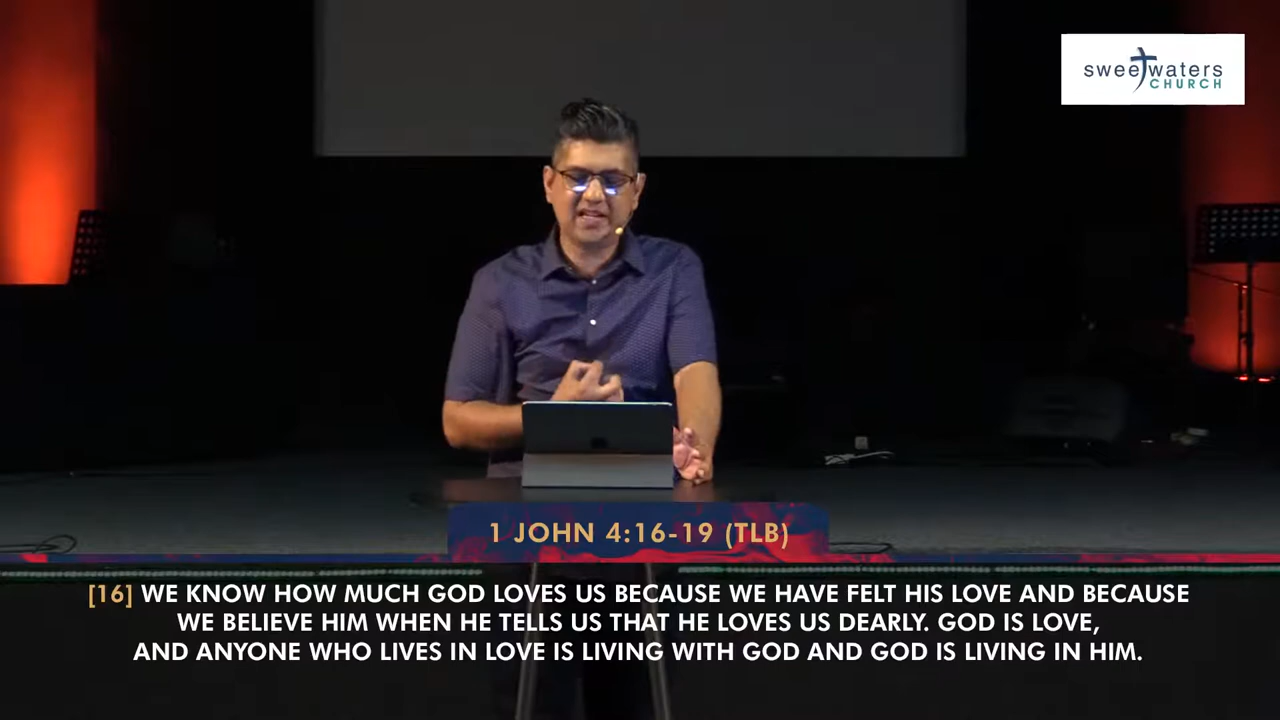 sweetwaters
CHURCH
1 JOHN 4:16-19 (TLB)
[16] WE KNOW HOW MUCH GOD LOVES US BECAUSE WE HAVE FELT HIS LOVE AND BECAUSE
WE BELIEVE HIM WHEN HE TELLS US THAT HE LOVES US DEARLY. GOD IS LOVE,
AND ANYONE WHO LIVES IN LOVE IS LIVING WITH GOD AND GOD IS LIVING IN HIM.